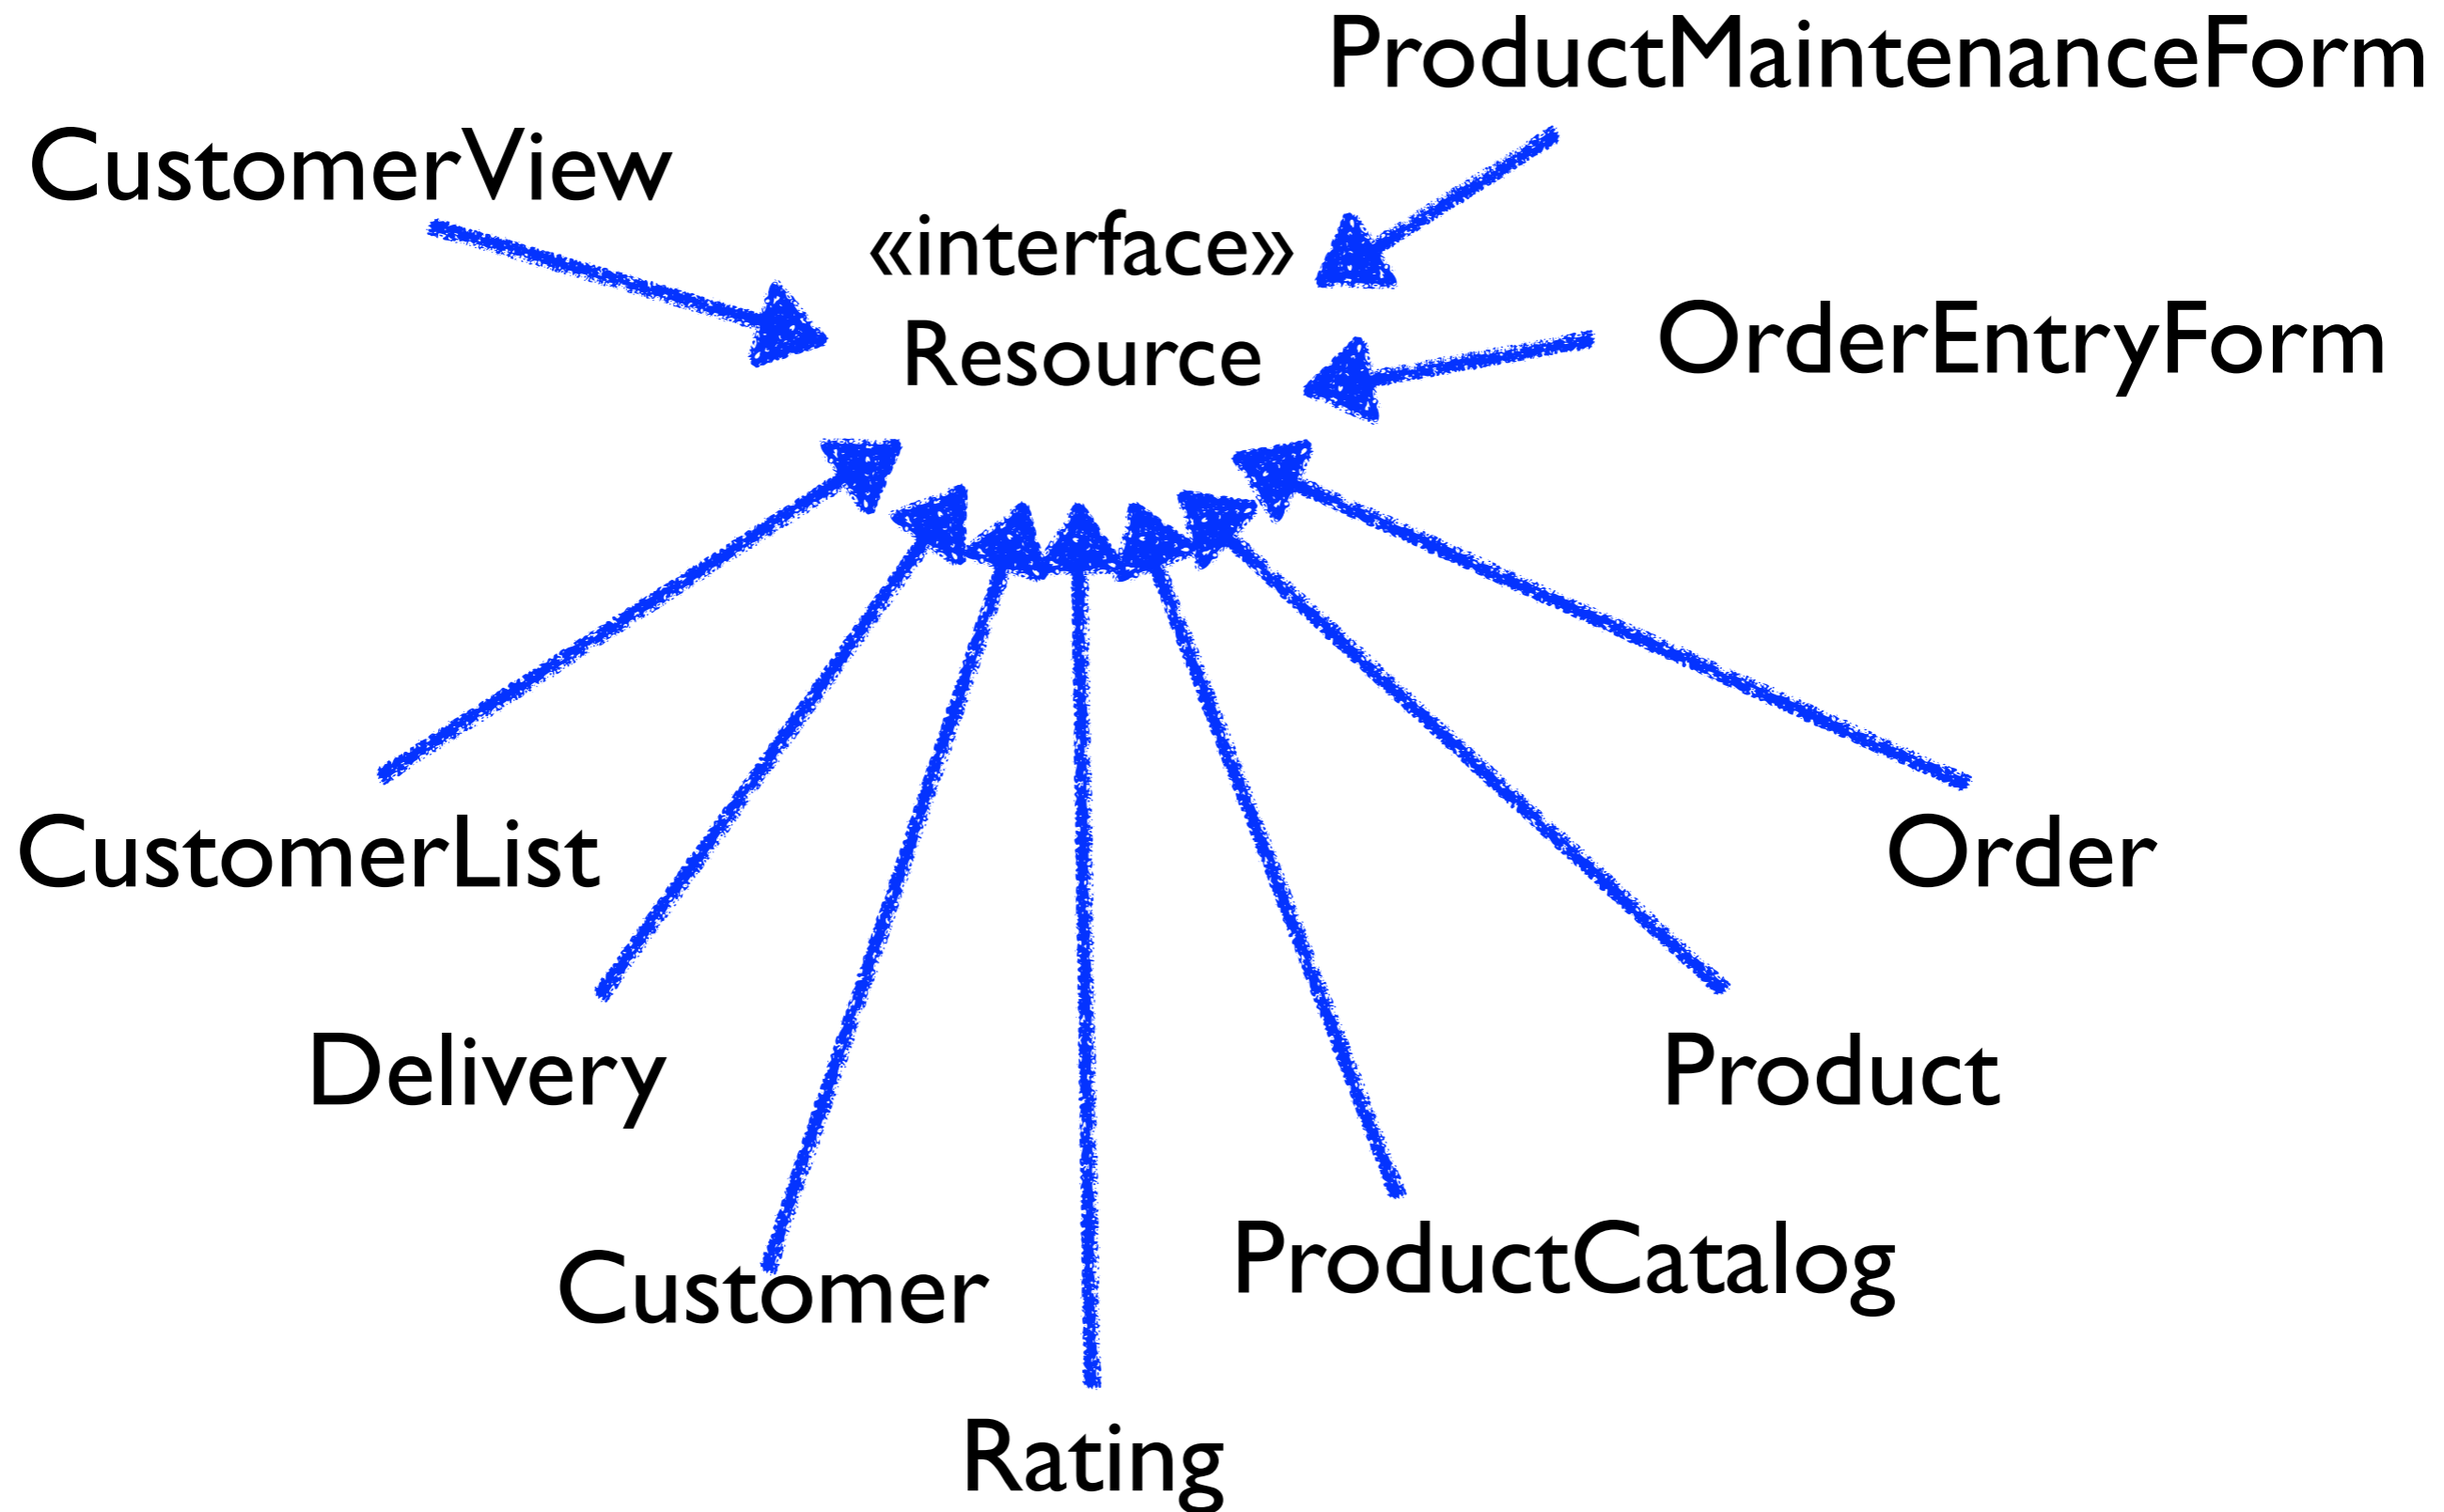 ProductMaintenanceForm
CustomerView
«interface»
Resource
OrderEntryForm
CustomerList
Order
Delivery
Product
Customer
ProductCatalog
Rating